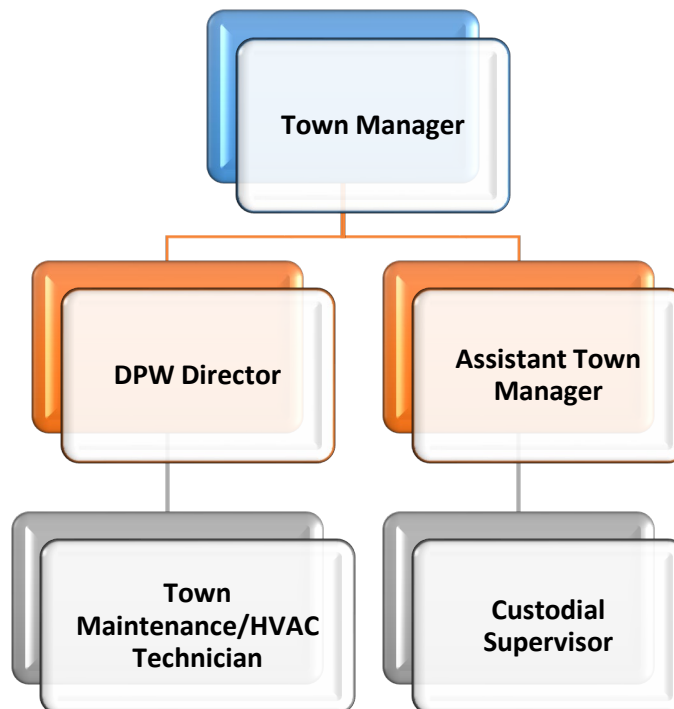 Town Manager
DPW Director
Assistant Town
Manager
Town
Maintenance/HVAC
Technician
Custodial
Supervisor